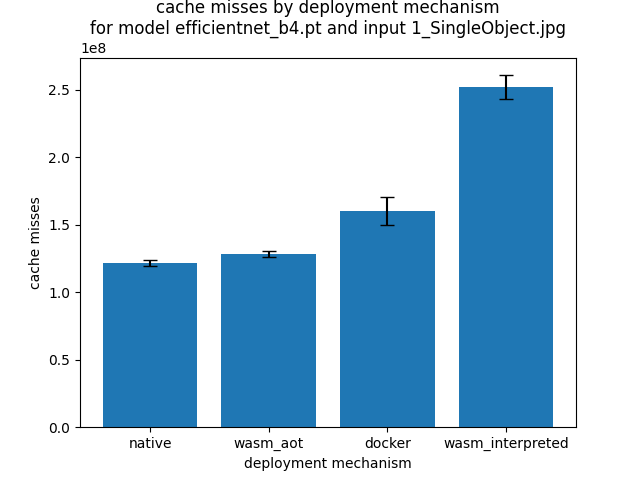 cache misses by deployment mechanism
for model efficientnet_b4.pt and input 1_SingleObject.jpg
1e8
2.5
2.0
1.5
1.0
0.5
0.0
cache misses
native wasm_aot docker wasm_interpreted
deployment mechanism